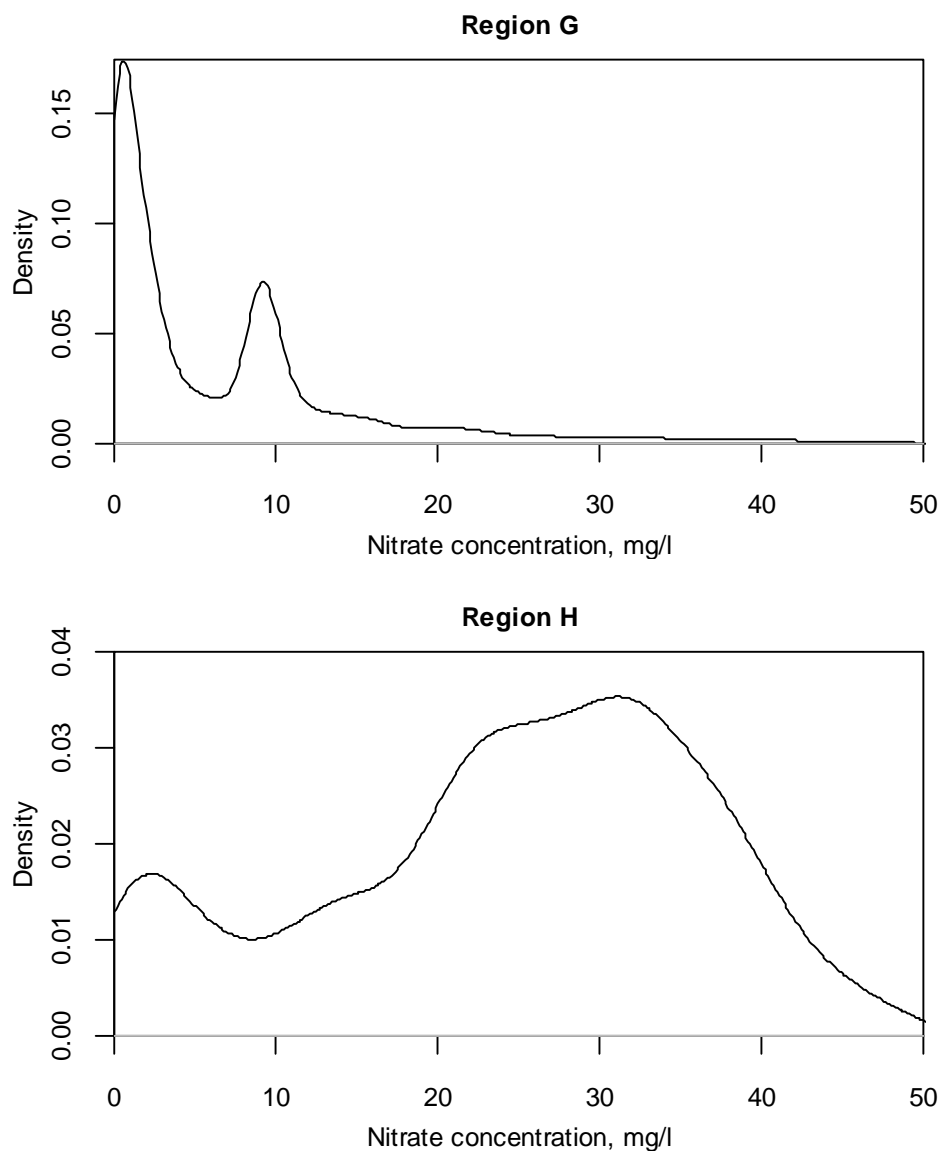 Region G
0.15
0.10
0.05
0.00
Density
0 10 20 30 40 50
Nitrate concentration, mg/l
Region H
0.04
0.03
0.02
0.01
0.00
Density
0 10 20 30 40 50
Nitrate concentration, mg/l